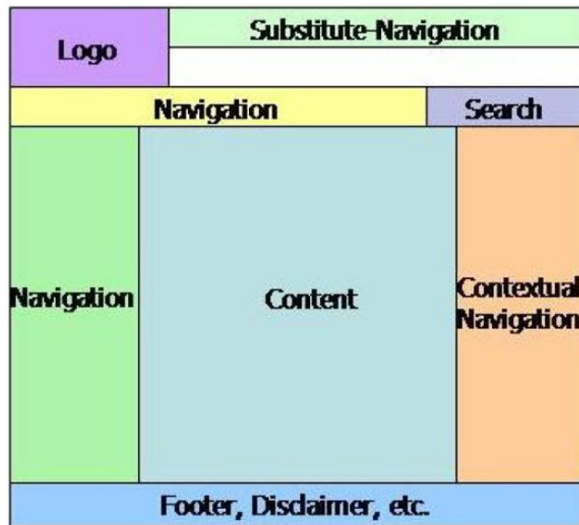 Logo
Substitute-Navigation
Navigation
Search
Navigation
Content
Contextual
Navigation
Footer, Disclaimer, etc.